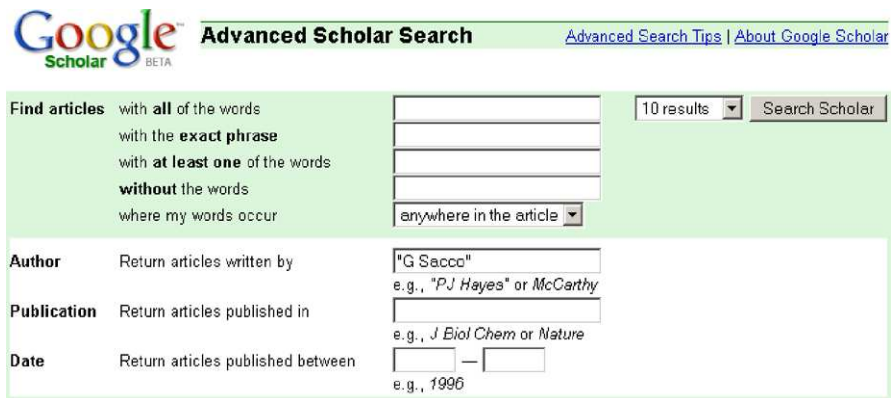 Google Scholar BETA
Advanced Scholar Search
Advanced Search Tips | About Google Scholar
Find articles with all of the words 10 results Search Scholar
with the exact phrase
with at least one of the words
without the words
where my words occur anywhere in the article
Author Return articles written by "G Sacco"
e.g., "PJ Hayes" or McCarthy
Publication Return articles published in
e.g., J Biol Chem or Nature
Date Return articles published between —
e.g., 1996